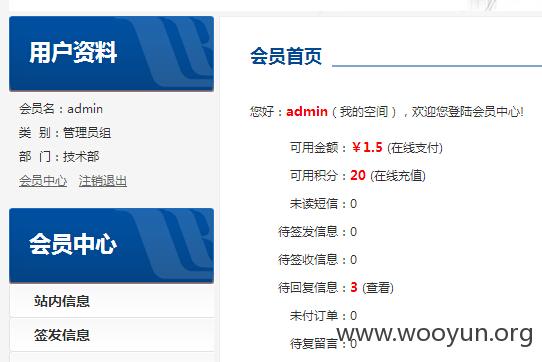 用户资料
会员名：admin
类 别：管理员组
部 门：技术部
会员中心 注销退出
会员中心
站内信息
签发信息
会员首页
您好：admin（我的空间），欢迎您登陆会员中心!
可用金额：￥1.5 (在线支付)
可用积分：20 (在线充值)
未读短信：0
待签发信息：0
待签收信息：0
待回复信息：3 (查看)
未付订单：0
待复留言：0
www.wooyun.org